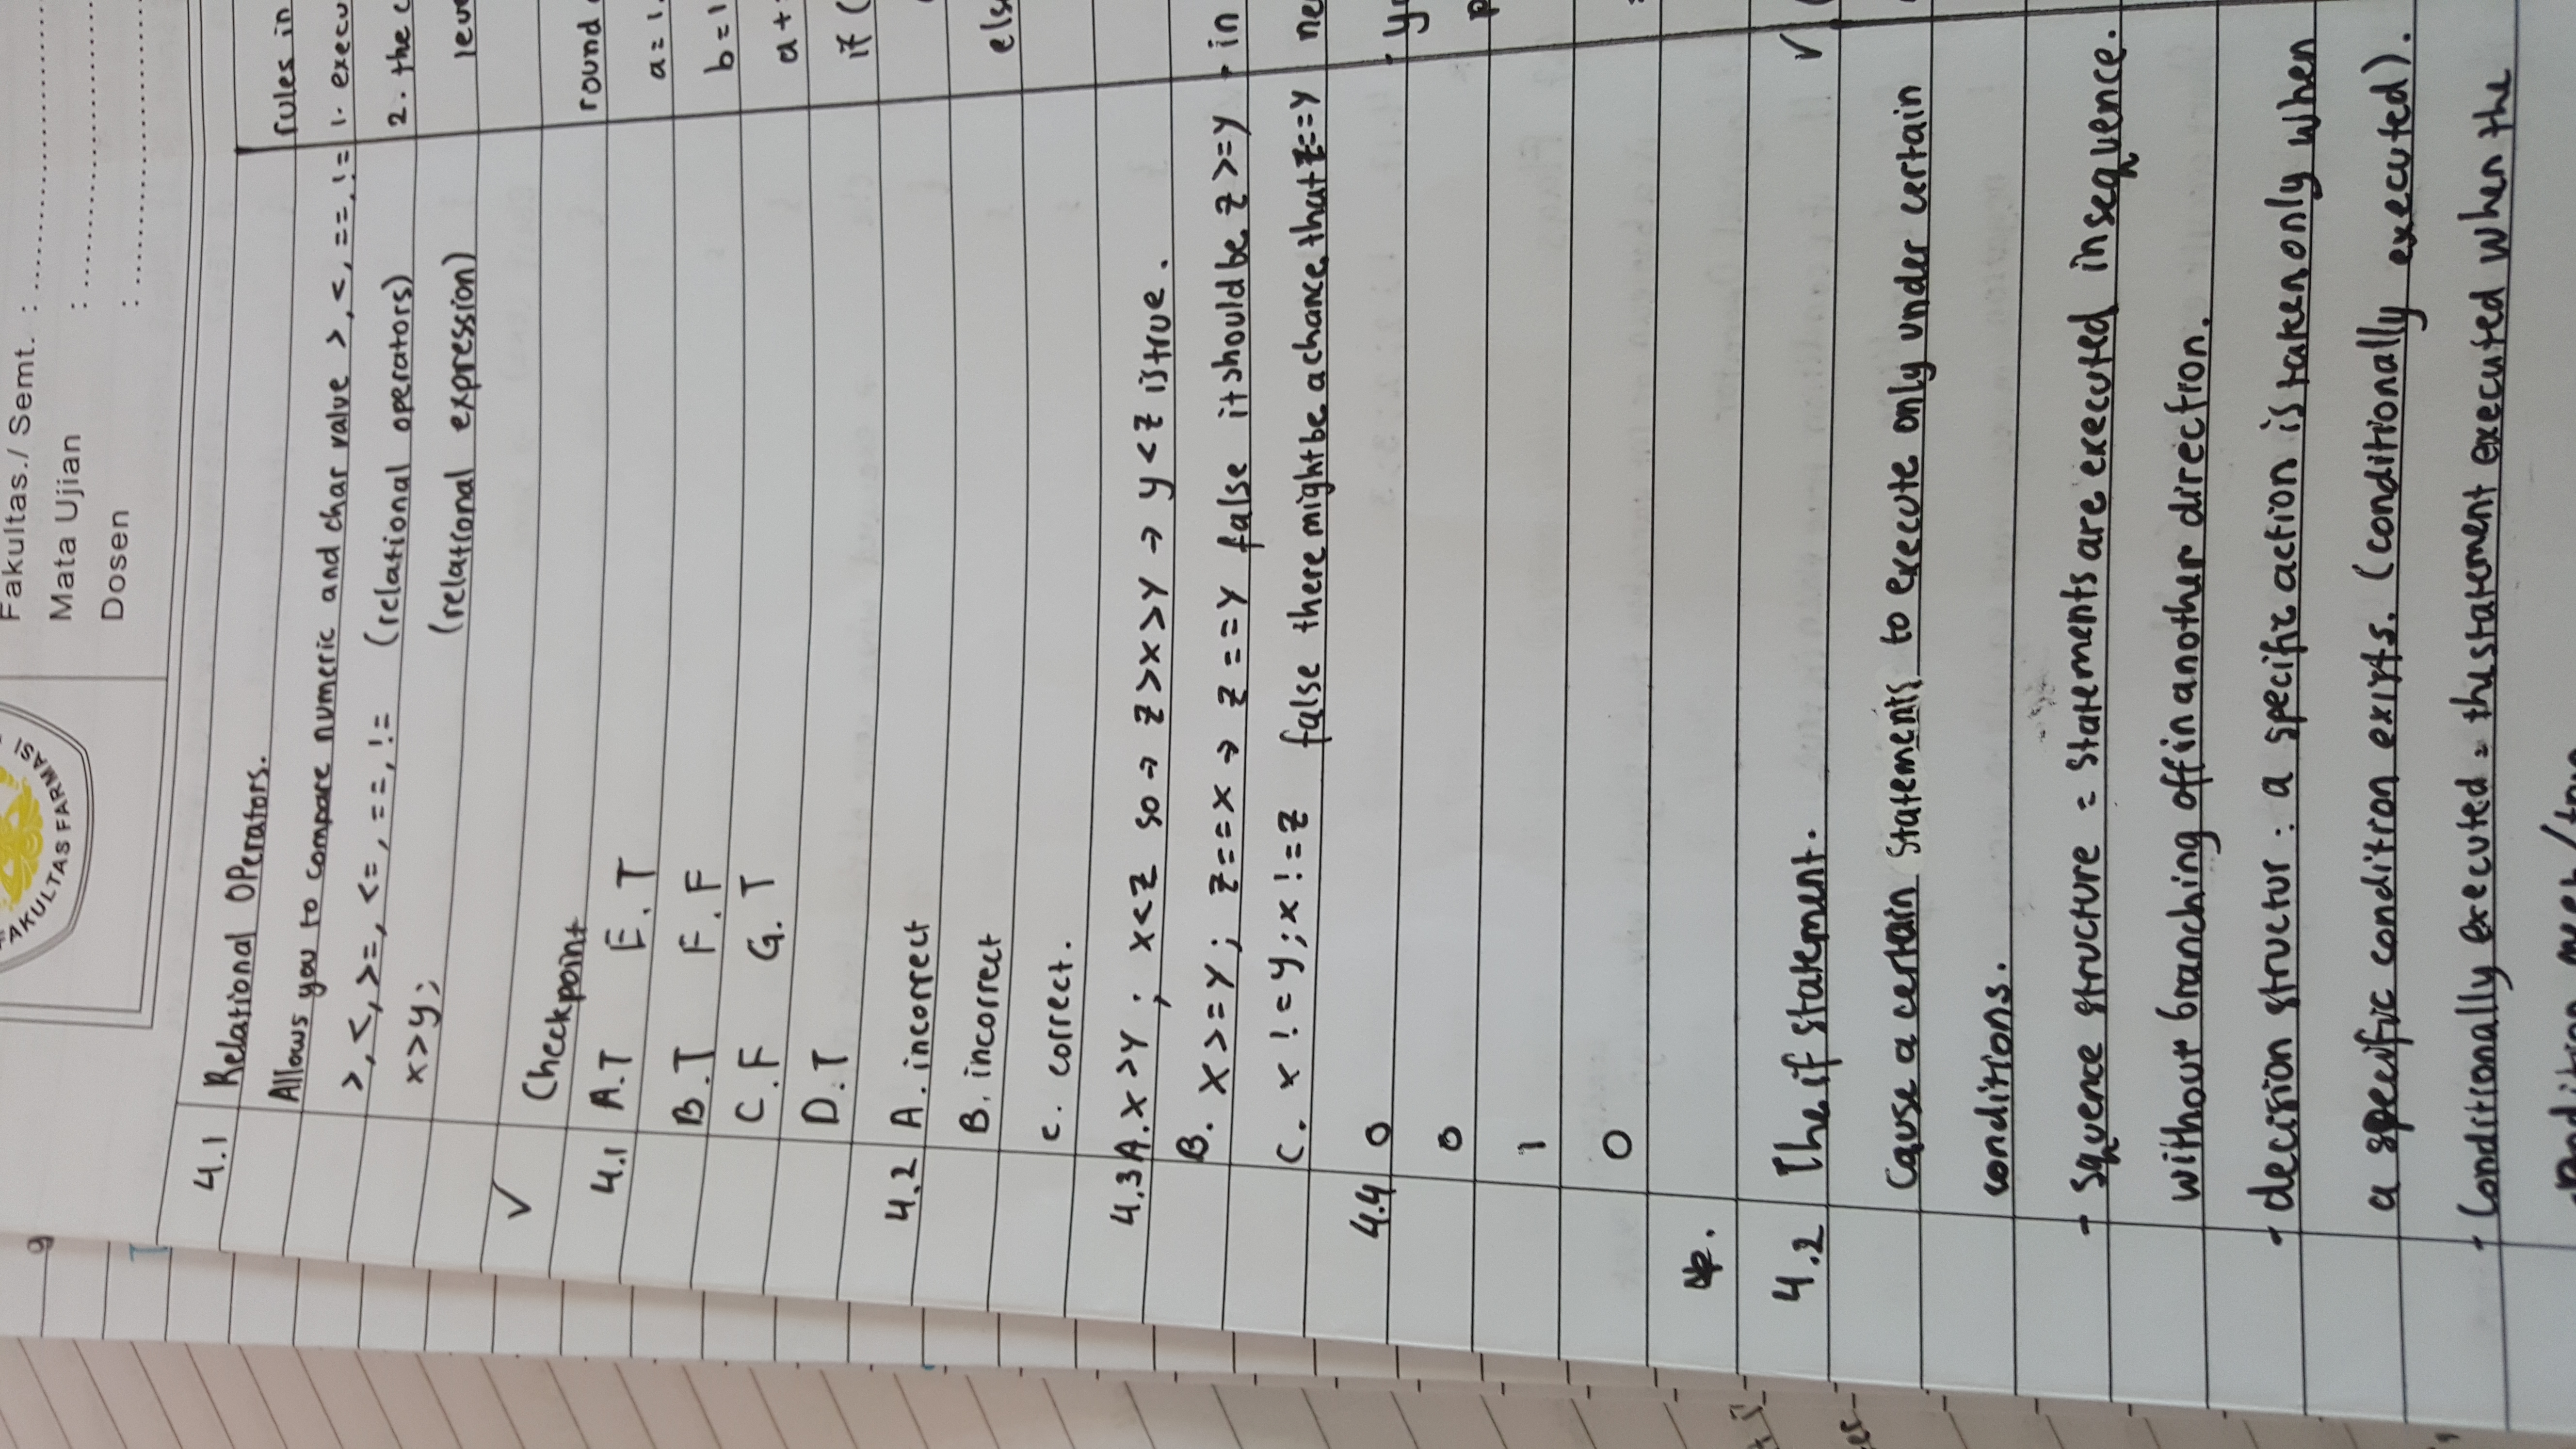 FAKULTAS FARMASI
Fakultas./ Semt. :
Mata Ujian :
Dosen :
9
4.1 Relational Operators.
Allows you to compare numeric and char value >, <, ==, !=
>, <, >=, <=, ==, != (relational operators)
x>y; (relational expression)
✓ Checkpoint
4.1 A. T E. T
B. T F. F
C. F G. T
D. T
4.2 A. incorrect
B. incorrect
c. correct.
4.3 A. x >y ; x<z so → z>x>y → y<z is true.
B. x >= y; z==x → z == y false it should be z >= y
C. x != y; x != z false there might be a chance that z==y
4.4 0
0
1
0
4.2 The if statement.
Cause a certain statements to execute only under certain
conditions.
- squence structure = statements are executed in sequence.
without branching off in another direction.
- decision structur : a specific action is taken only when
a specific condition exists. (conditionally executed).
- Conditionally executed = the statement executed when the
rules in
1. execu
2. the c
round
a = 1.
b = 1
a +
if (
els
- in
ne
- y
✓